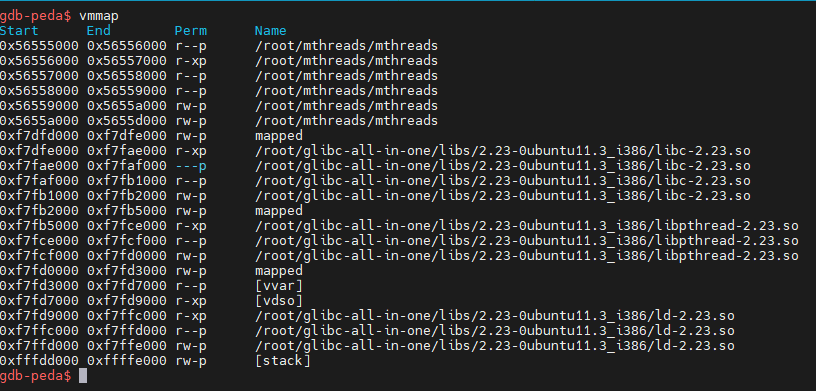 gdb-peda$ vmmap
Start      End        Perm      Name
0x56555000 0x56556000 r--p      /root/mthreads/mthreads
0x56556000 0x56557000 r-xp      /root/mthreads/mthreads
0x56557000 0x56558000 r--p      /root/mthreads/mthreads
0x56558000 0x56559000 r--p      /root/mthreads/mthreads
0x56559000 0x5655a000 rw-p      /root/mthreads/mthreads
0x5655a000 0x5655d000 rw-p      /root/mthreads/mthreads
0xf7dfd000 0xf7dfe000 rw-p      mapped
0xf7dfe000 0xf7fae000 r-xp      /root/glibc-all-in-one/libs/2.23-0ubuntu11.3_i386/libc-2.23.so
0xf7fae000 0xf7faf000 ---p      /root/glibc-all-in-one/libs/2.23-0ubuntu11.3_i386/libc-2.23.so
0xf7faf000 0xf7fb1000 r--p      /root/glibc-all-in-one/libs/2.23-0ubuntu11.3_i386/libc-2.23.so
0xf7fb1000 0xf7fb2000 rw-p      /root/glibc-all-in-one/libs/2.23-0ubuntu11.3_i386/libc-2.23.so
0xf7fb2000 0xf7fb5000 rw-p      mapped
0xf7fb5000 0xf7fce000 r-xp      /root/glibc-all-in-one/libs/2.23-0ubuntu11.3_i386/libpthread-2.23.so
0xf7fce000 0xf7fcf000 r--p      /root/glibc-all-in-one/libs/2.23-0ubuntu11.3_i386/libpthread-2.23.so
0xf7fcf000 0xf7fd0000 rw-p      /root/glibc-all-in-one/libs/2.23-0ubuntu11.3_i386/libpthread-2.23.so
0xf7fd0000 0xf7fd3000 rw-p      mapped
0xf7fd3000 0xf7fd7000 r--p      [vvar]
0xf7fd7000 0xf7fd9000 r-xp      [vdso]
0xf7fd9000 0xf7ffc000 r-xp      /root/glibc-all-in-one/libs/2.23-0ubuntu11.3_i386/ld-2.23.so
0xf7ffc000 0xf7ffd000 r--p      /root/glibc-all-in-one/libs/2.23-0ubuntu11.3_i386/ld-2.23.so
0xf7ffd000 0xf7ffe000 rw-p      /root/glibc-all-in-one/libs/2.23-0ubuntu11.3_i386/ld-2.23.so
0xfffdd000 0xffffe000 rw-p      [stack]
gdb-peda$